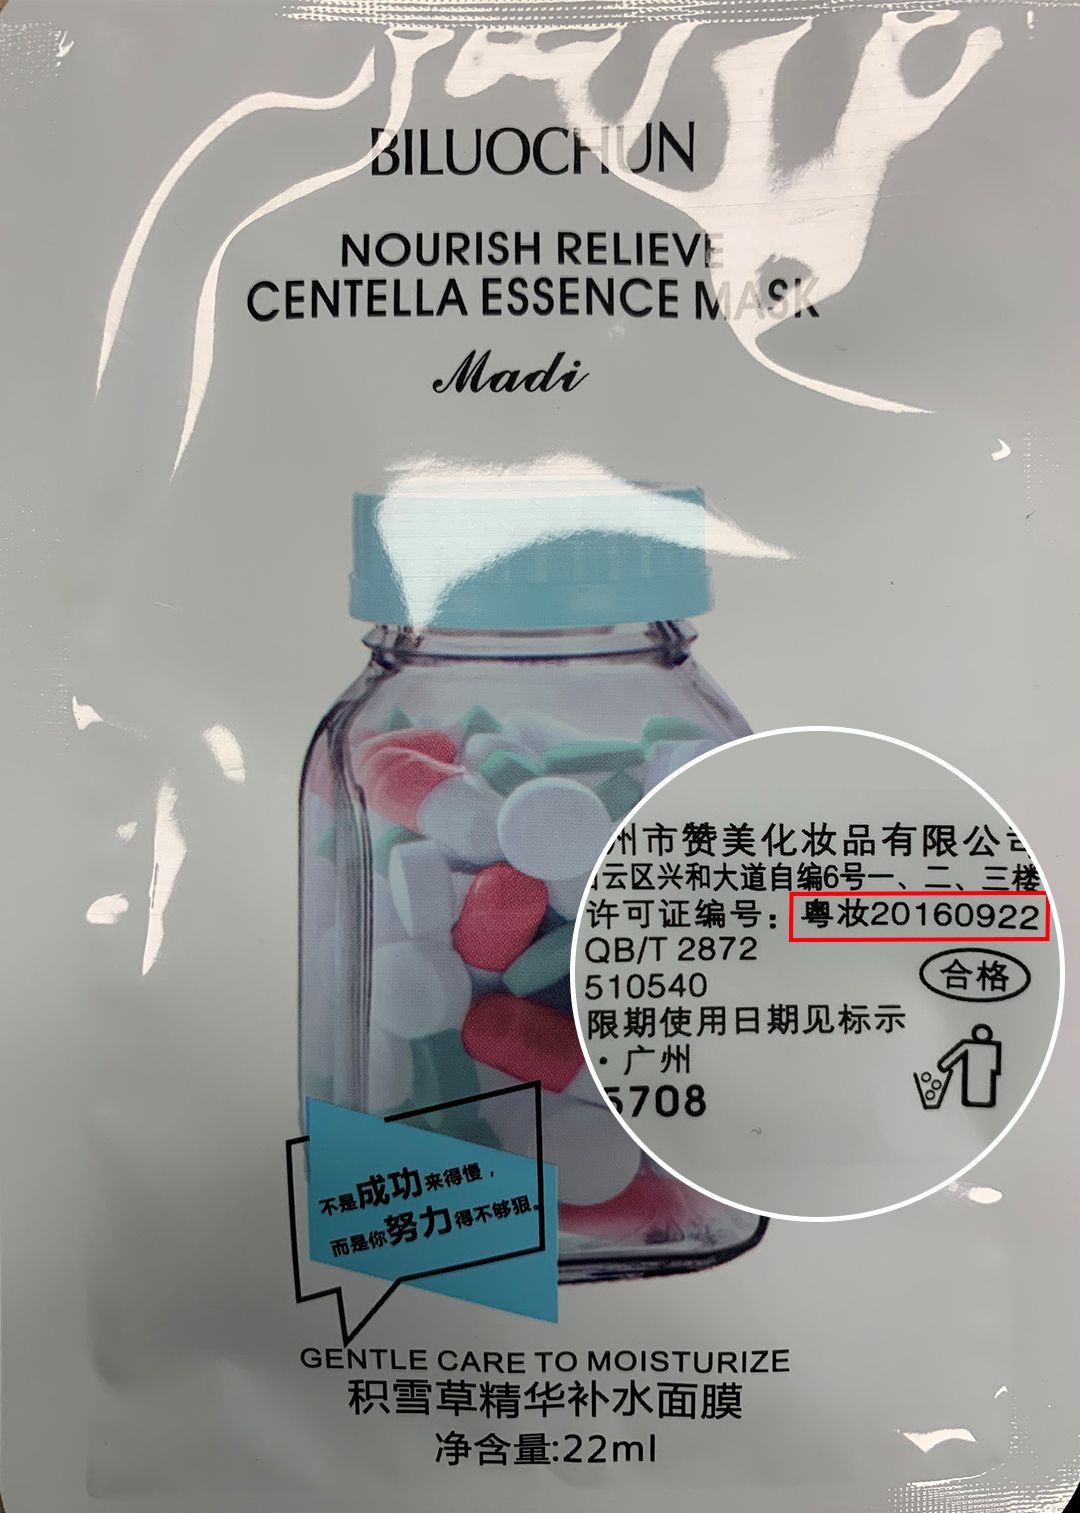 BILUOCHUN
NOURISH RELIEVE
CENTELLA ESSENCE MASK
Madi
州市赞美化妆品有限公司
云区兴和大道自编6号一、二、三楼
许可证编号：粤妆20160922
QB/T 2872
510540
合格
限期使用日期见标示
·广州
5708
不是成功来得慢，
而是你努力得不够狠。
GENTLE CARE TO MOISTURIZE
积雪草精华补水面膜
净含量:22ml